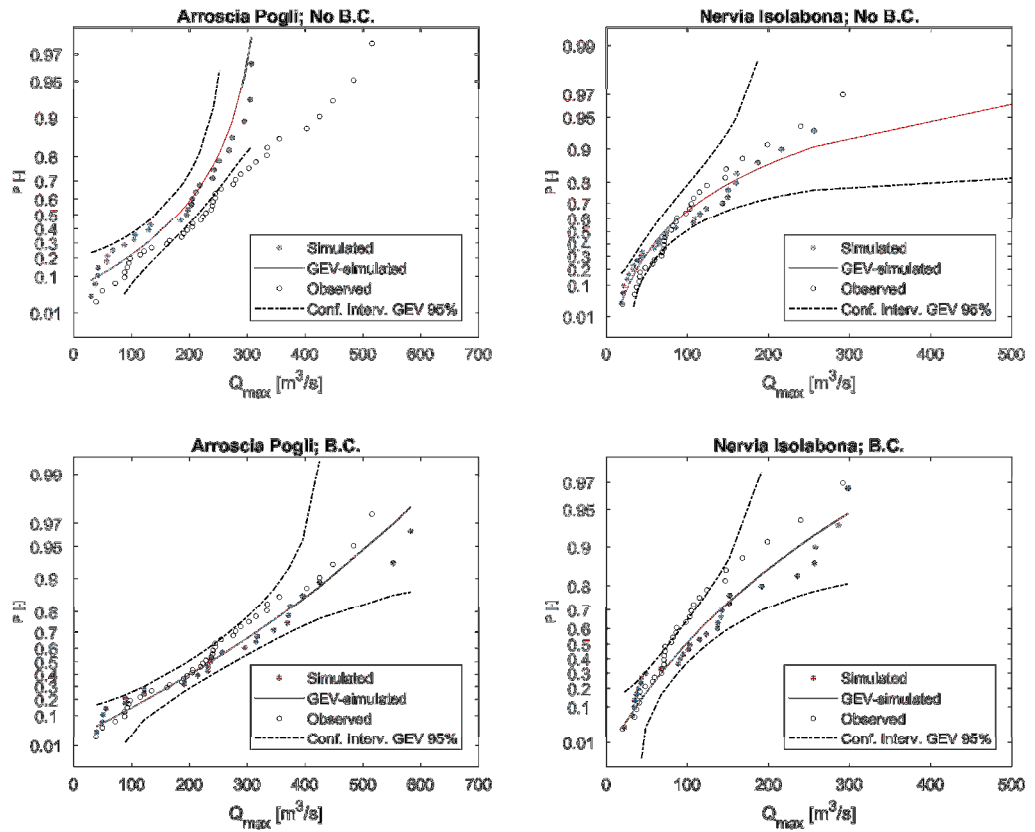 Arroscia Pogli; No B.C.
0.97
0.95
0.9
0.8
0.7
0.6
0.5
0.4
0.3
0.2
0.1
0.01
P [-]
Simulated
GEV-simulated
Observed
Conf. Interv. GEV 95%
0 100 200 300 400 500 600 700
Qmax [m³/s]
Nervia Isolabona; No B.C.
0.99
0.97
0.95
0.9
0.8
0.7
0.6
0.5
0.4
0.3
0.2
0.1
0.01
P [-]
Simulated
GEV-simulated
Observed
Conf. Interv. GEV 95%
0 100 200 300 400 500
Qmax [m³/s]
Arroscia Pogli; B.C.
0.99
0.97
0.95
0.9
0.8
0.7
0.6
0.5
0.4
0.3
0.2
0.1
0.01
P [-]
Simulated
GEV-simulated
Observed
Conf. Interv. GEV 95%
0 100 200 300 400 500 600 700
Qmax [m³/s]
Nervia Isolabona; B.C.
0.97
0.95
0.9
0.8
0.7
0.6
0.5
0.4
0.3
0.2
0.1
0.01
P [-]
Simulated
GEV-simulated
Observed
Conf. Interv. GEV 95%
0 100 200 300 400 500
Qmax [m³/s]